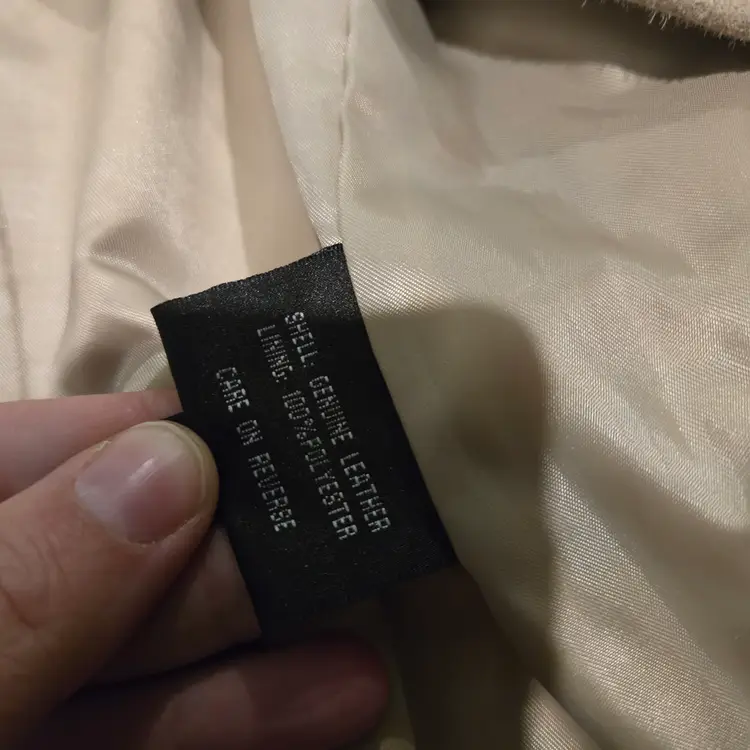 SHELL: GENUINE LEATHER
LINING: 100%POLYESTER
CARE ON REVERSE